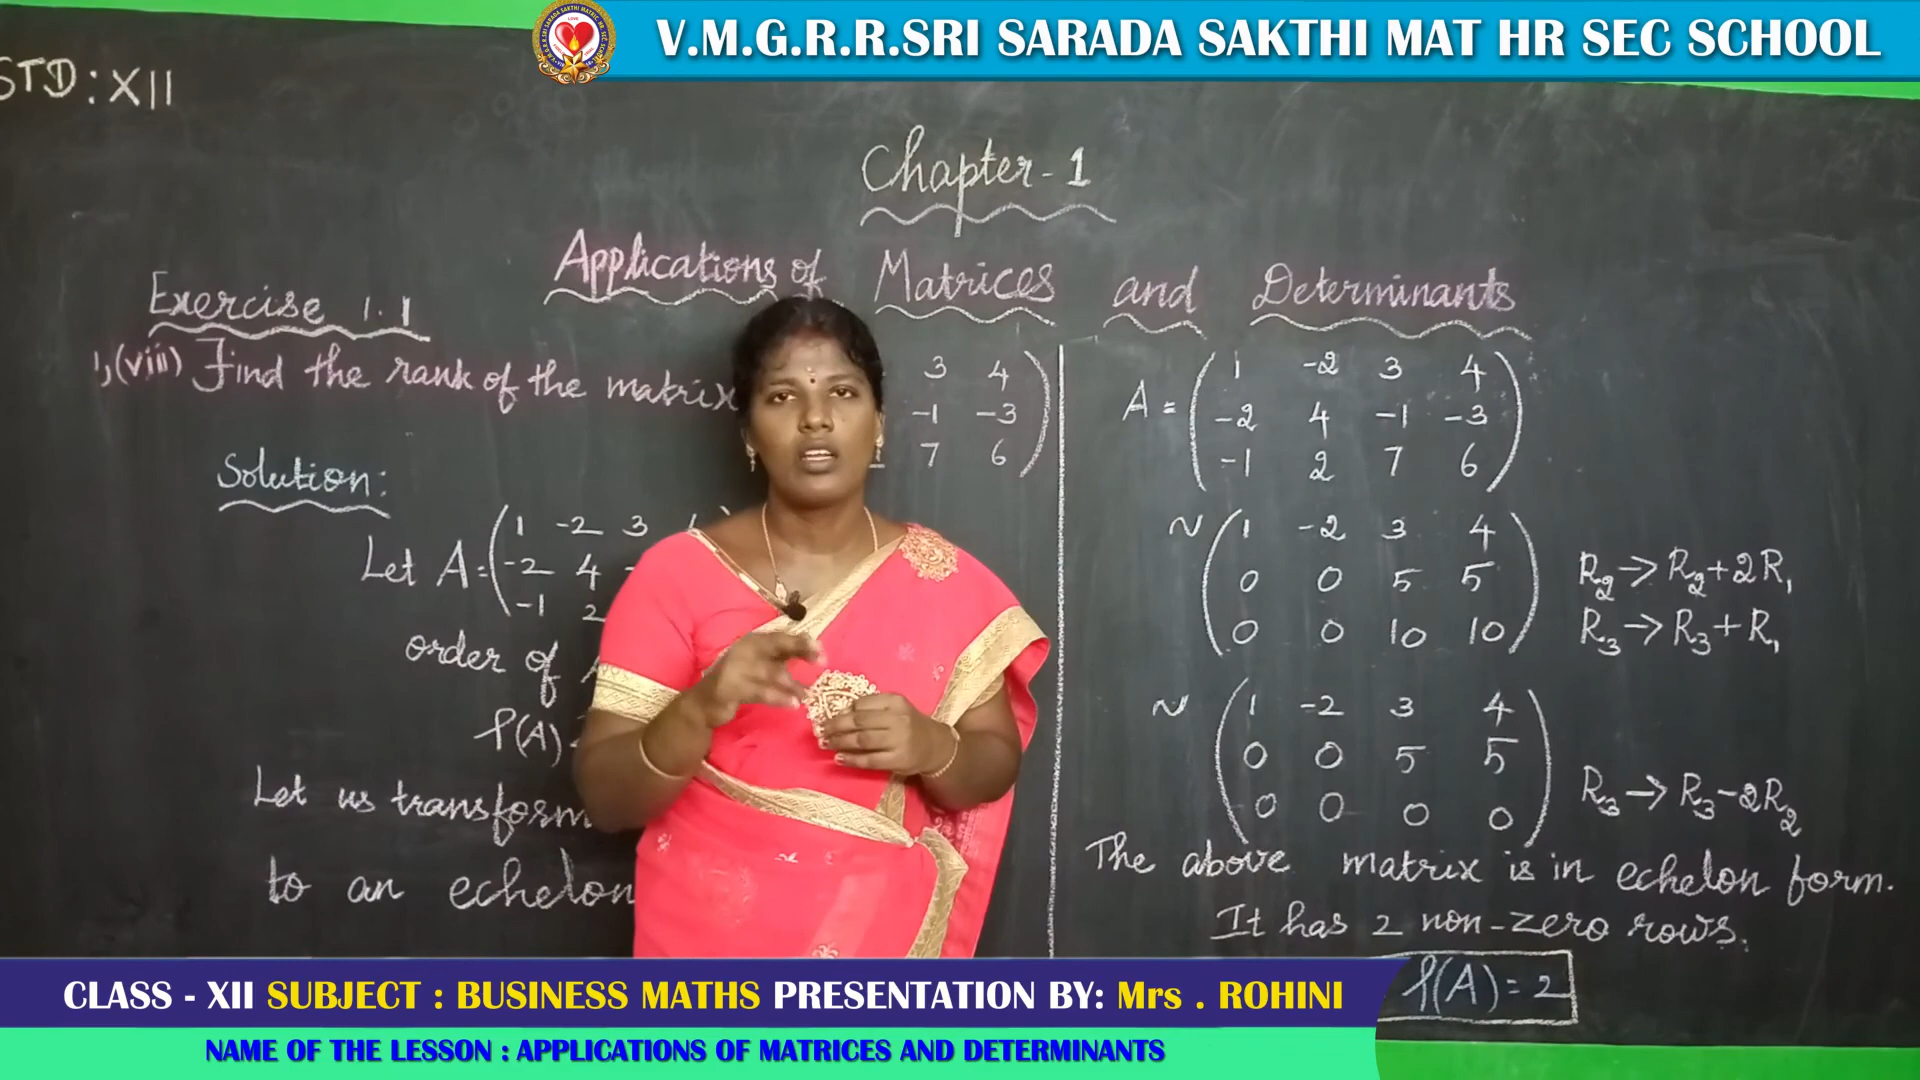 V.M.G.R.R.SRI SARADA SAKTHI MAT HR SEC SCHOOL
STD: XII
Chapter-1
Applications of Matrices and Determinants
Exercise 1.1
1,(viii) Find the rank of the matrix
3 4
-1 -3
7 6
Solution:
Let A = 1 -2 3
-2 4
-1 2
order of
ρ(A)
Let us transform
to an echelon
A = 1 -2 3 4
-2 4 -1 -3
-1 2 7 6
~ 1 -2 3 4
0 0 5 5 R₂→R₂+2R₁
0 0 10 10 R₃→R₃+R₁
~ 1 -2 3 4
0 0 5 5
0 0 0 0 R₃→R₃-2R₂
The above matrix is in echelon form.
It has 2 non-zero rows.
ρ(A)=2
CLASS - XII SUBJECT : BUSINESS MATHS PRESENTATION BY: Mrs . ROHINI
NAME OF THE LESSON : APPLICATIONS OF MATRICES AND DETERMINANTS